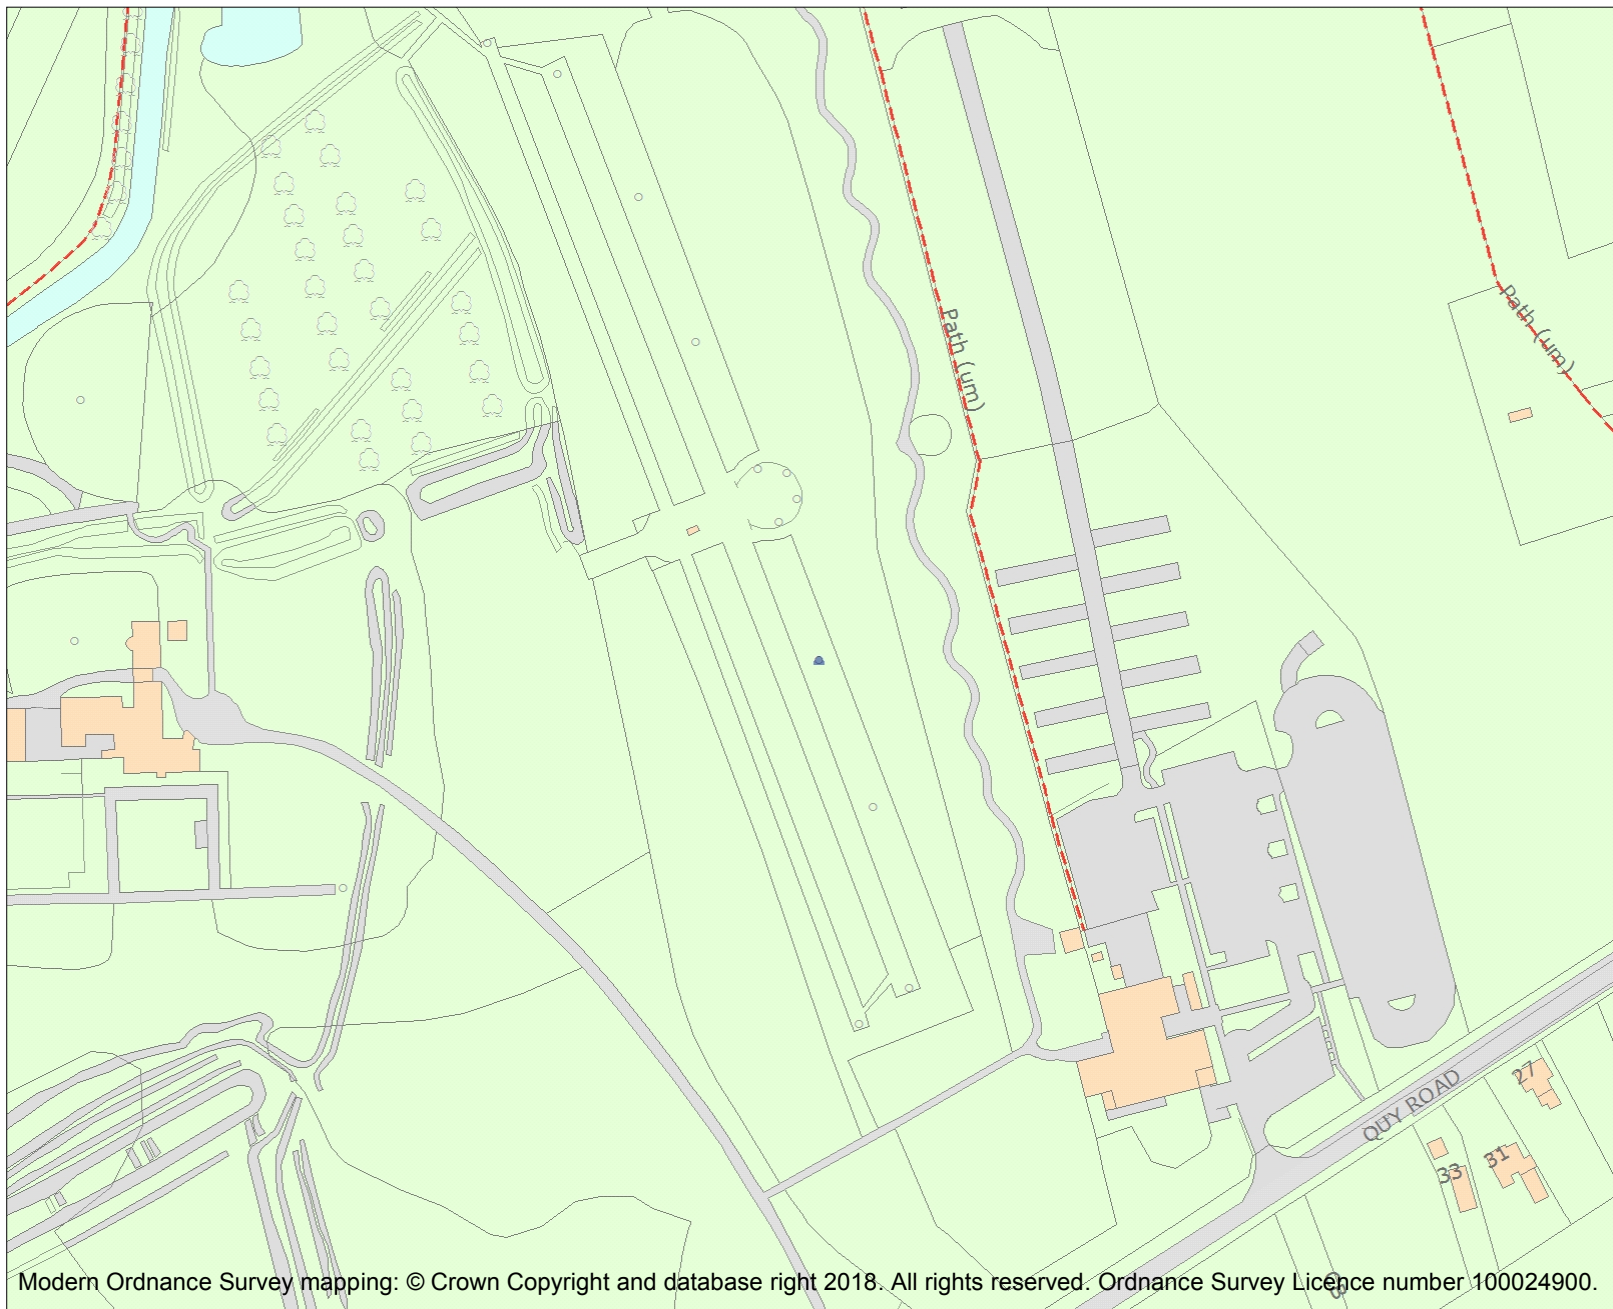 Path (um)
Path (um)
QUY ROAD
27
31
33
Modern Ordnance Survey mapping: © Crown Copyright and database right 2018. All rights reserved. Ordnance Survey Licence number 100024900.